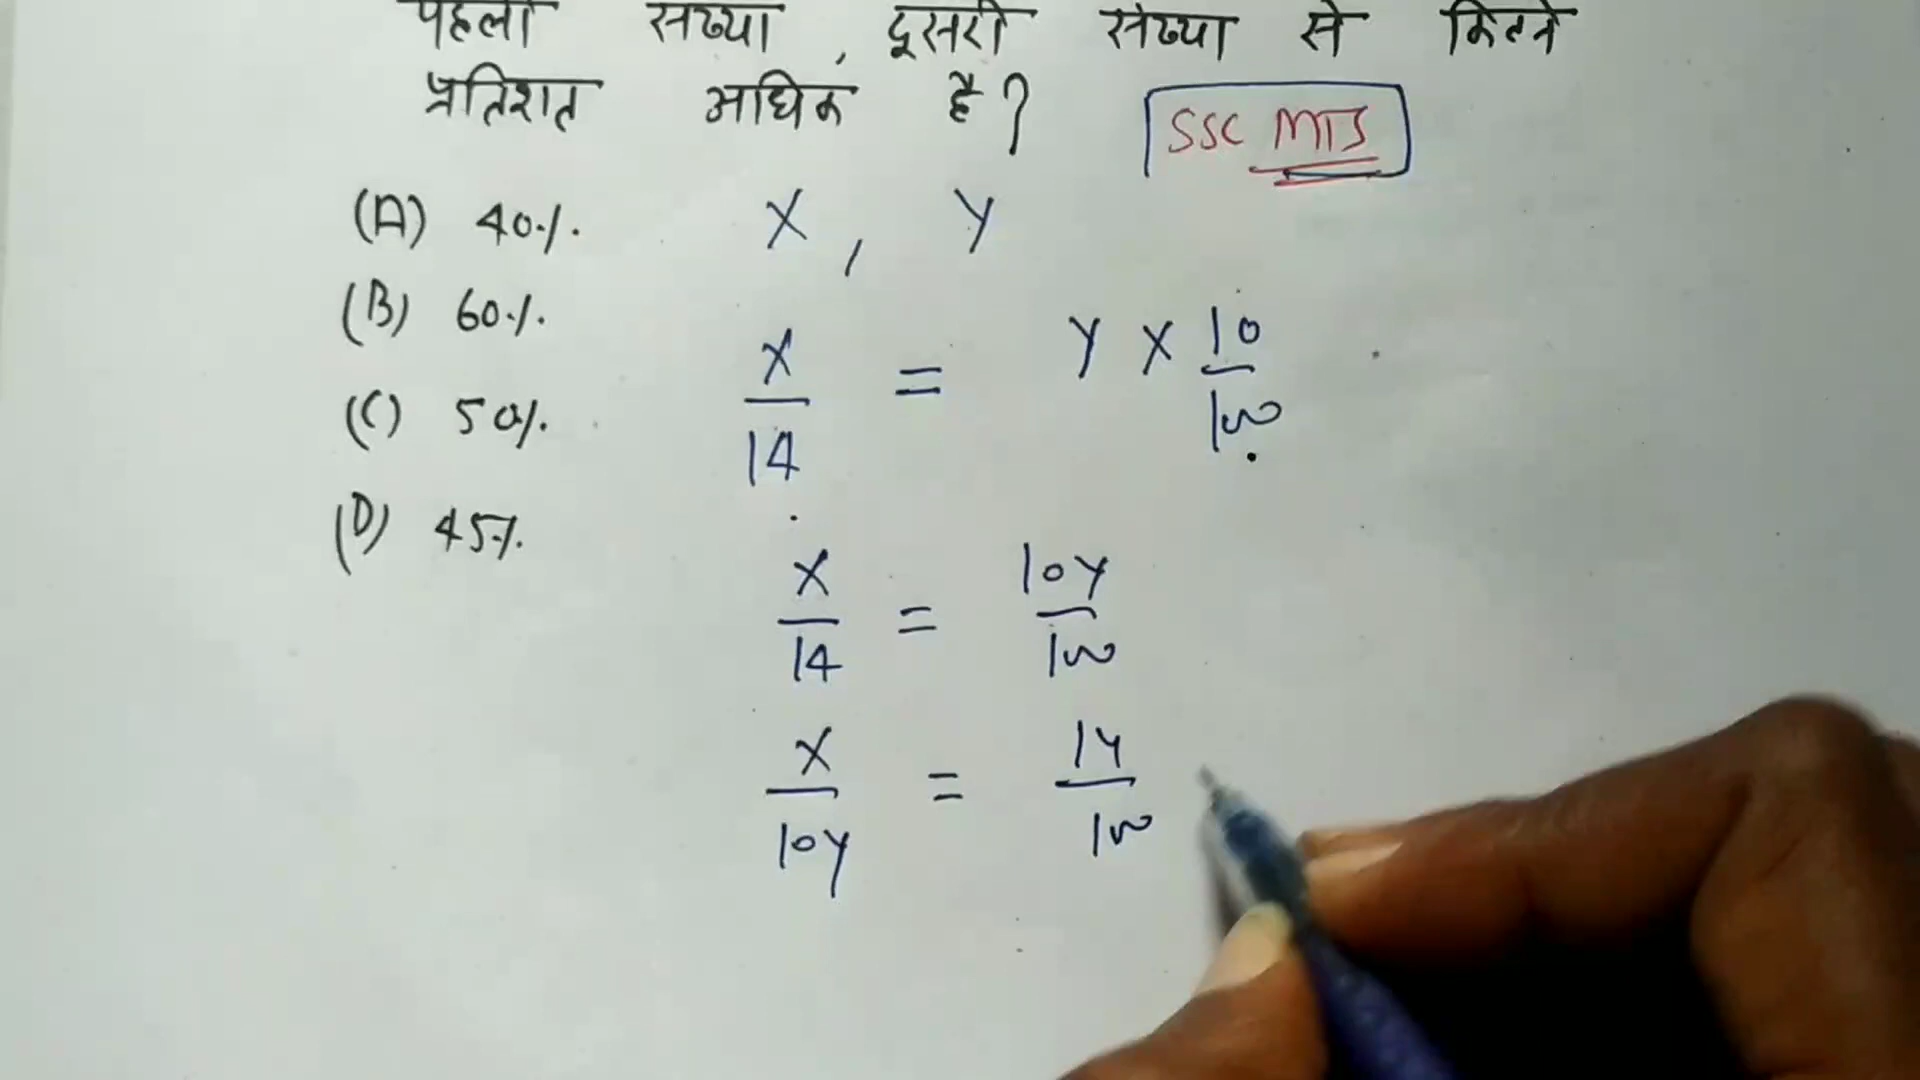 पहली संख्या, दूसरी संख्या से कितने
प्रतिशत अधिक है?
SSC MTS
(A) 40%.
(B) 60%.
(C) 50%.
(D) 45%.
X, Y
X/14 = Y X 10/100
X/14 = 10Y/100
X/10Y = 14/100